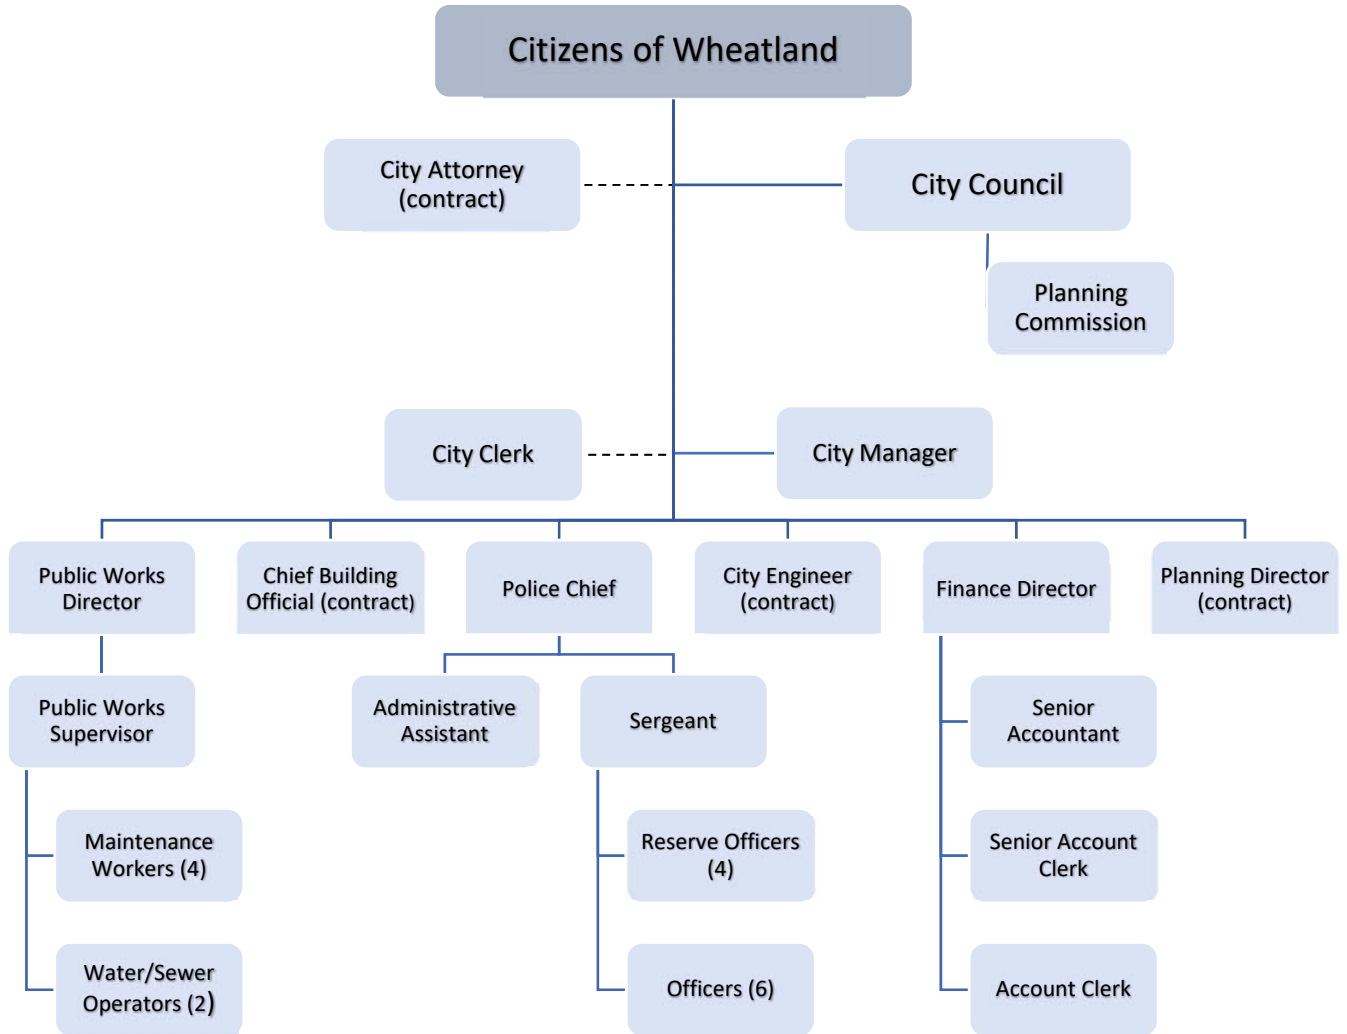 Citizens of Wheatland
City Attorney
(contract)
City Council
Planning
Commission
City Clerk
City Manager
Public Works
Director
Chief Building
Official (contract)
Police Chief
City Engineer
(contract)
Finance Director
Planning Director
(contract)
Public Works
Supervisor
Administrative
Assistant
Sergeant
Senior
Accountant
Maintenance
Workers (4)
Reserve Officers
(4)
Senior Account
Clerk
Water/Sewer
Operators (2)
Officers (6)
Account Clerk